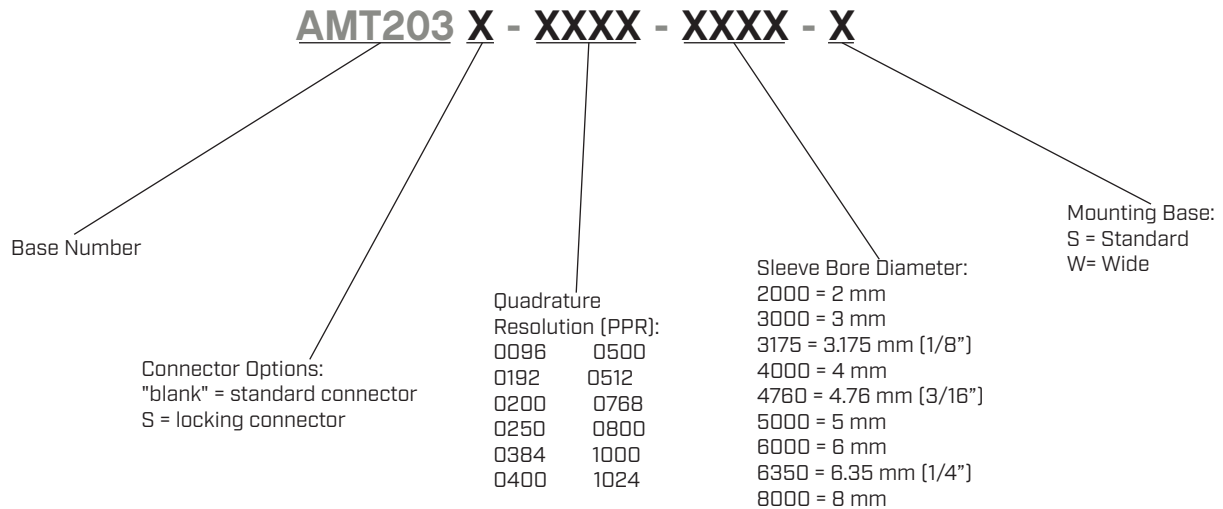 AMT203 X - XXXX - XXXX - X
Base Number
Connector Options:
"blank" = standard connector
S = locking connector
Quadrature
Resolution (PPR):
0096 0500
0192 0512
0200 0768
0250 0800
0384 1000
0400 1024
Sleeve Bore Diameter:
2000 = 2 mm
3000 = 3 mm
3175 = 3.175 mm (1/8”)
4000 = 4 mm
4760 = 4.76 mm (3/16”)
5000 = 5 mm
6000 = 6 mm
6350 = 6.35 mm (1/4”)
8000 = 8 mm
Mounting Base:
S = Standard
W= Wide